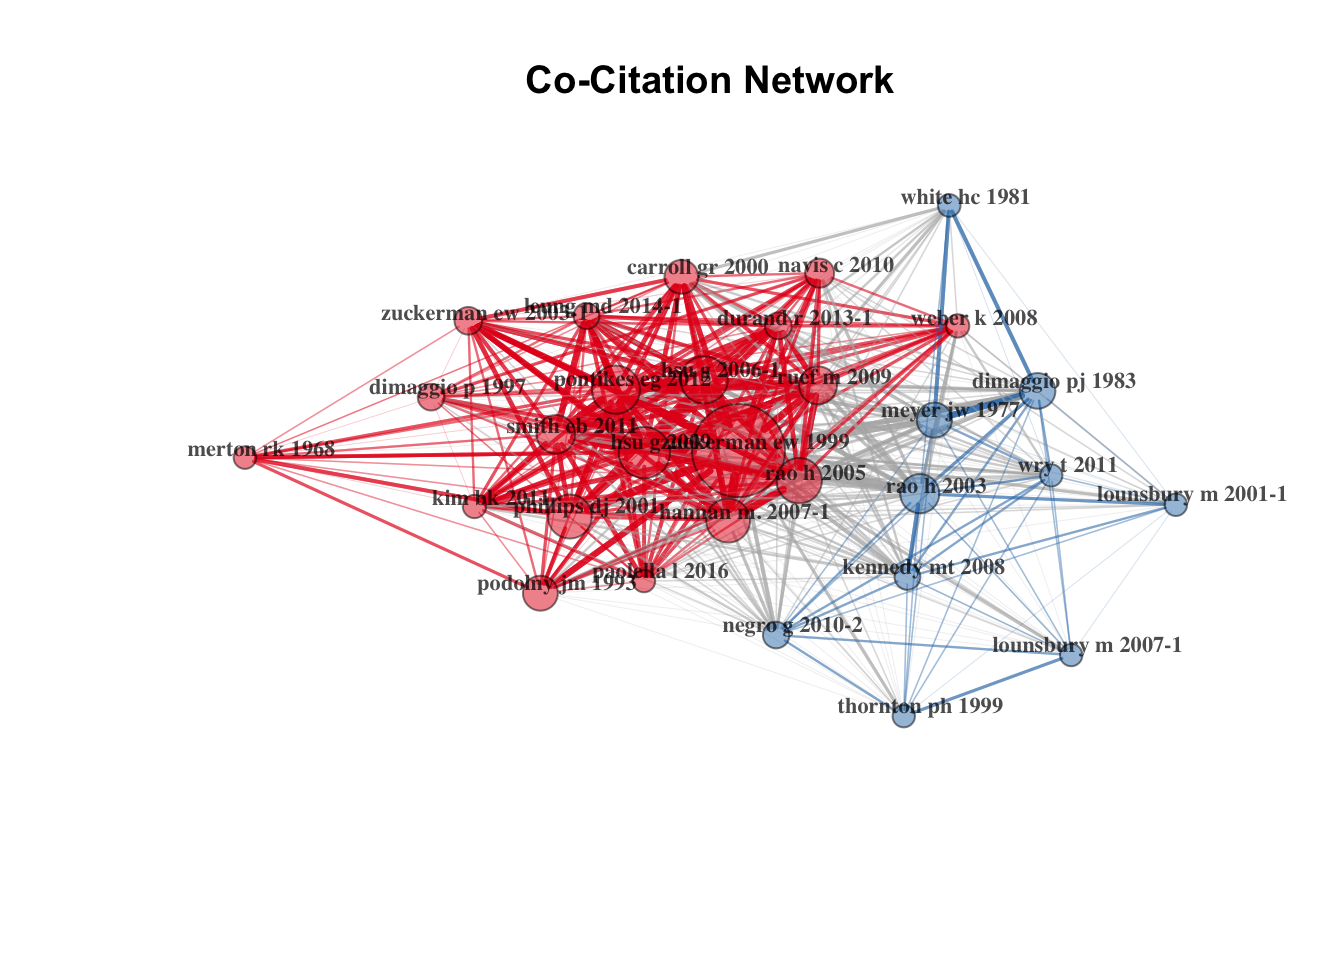 Co-Citation Network
white hc 1981
carroll gr 2000
navis c 2010
leung md 2014-1
zuckerman ew 2005-1
durand r 2013-1
weber k 2008
hsu g 2006-1
pontikes eg 2012
ruef m 2009
dimaggio p 1997
dimaggio pj 1983
meyer jw 1977
smith eb 2011
hsu g 2009
zuckerman ew 1999
merton rk 1968
rao h 2005
wry t 2011
rao h 2003
lounsbury m 2001-1
kim bk 2011
phillips dj 2001
hannan m. 2007-1
kennedy mt 2008
paolella l 2016
podolny jm 1993
negro g 2010-2
lounsbury m 2007-1
thornton ph 1999